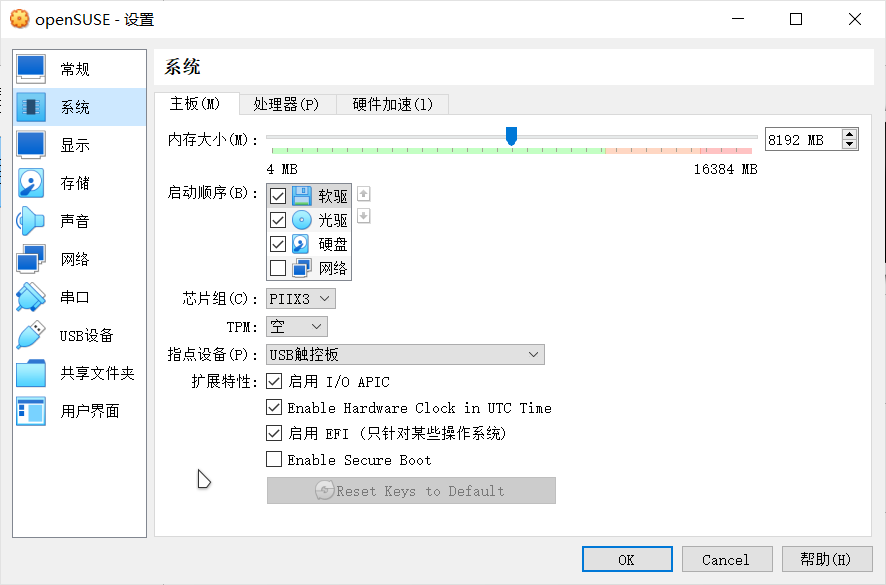 openSUSE - 设置
常规
系统
显示
存储
声音
网络
串口
USB设备
共享文件夹
用户界面
系统
主板(M) 处理器(P) 硬件加速(l)
内存大小(M): 8192 MB
4 MB 16384 MB
启动顺序(B): 软驱
光驱
硬盘
网络
芯片组(C): PIIX3
TPM: 空
指点设备(P): USB触控板
扩展特性: 启用 I/O APIC
Enable Hardware Clock in UTC Time
启用 EFI (只针对某些操作系统)
Enable Secure Boot
Reset Keys to Default
OK Cancel 帮助(H)